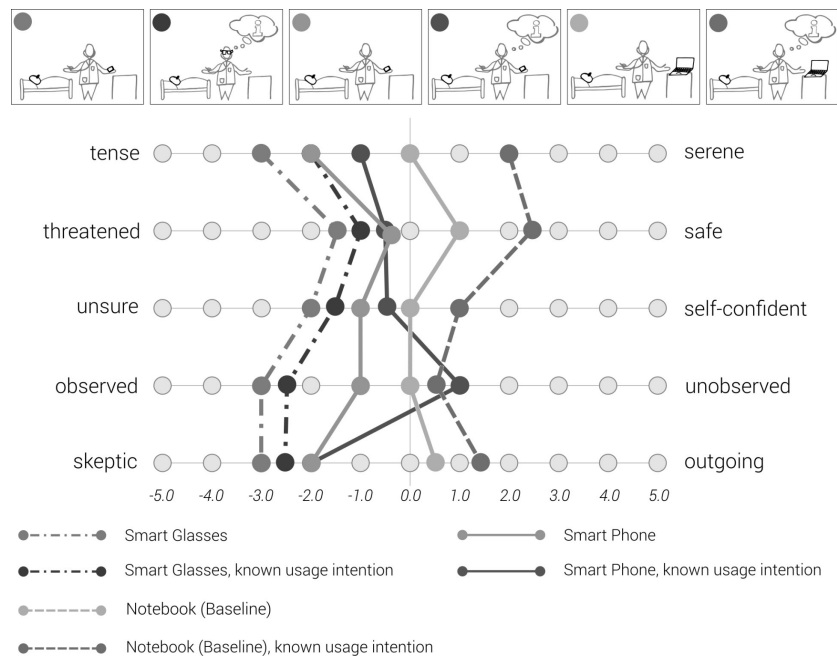 i
i
i
tense -5.0 -4.0 -3.0 -2.0 -1.0 0.0 1.0 2.0 3.0 4.0 5.0 serene
threatened safe
unsure self-confident
observed unobserved
skeptic outgoing
Smart Glasses
Smart Glasses, known usage intention
Notebook (Baseline)
Notebook (Baseline), known usage intention
Smart Phone
Smart Phone, known usage intention